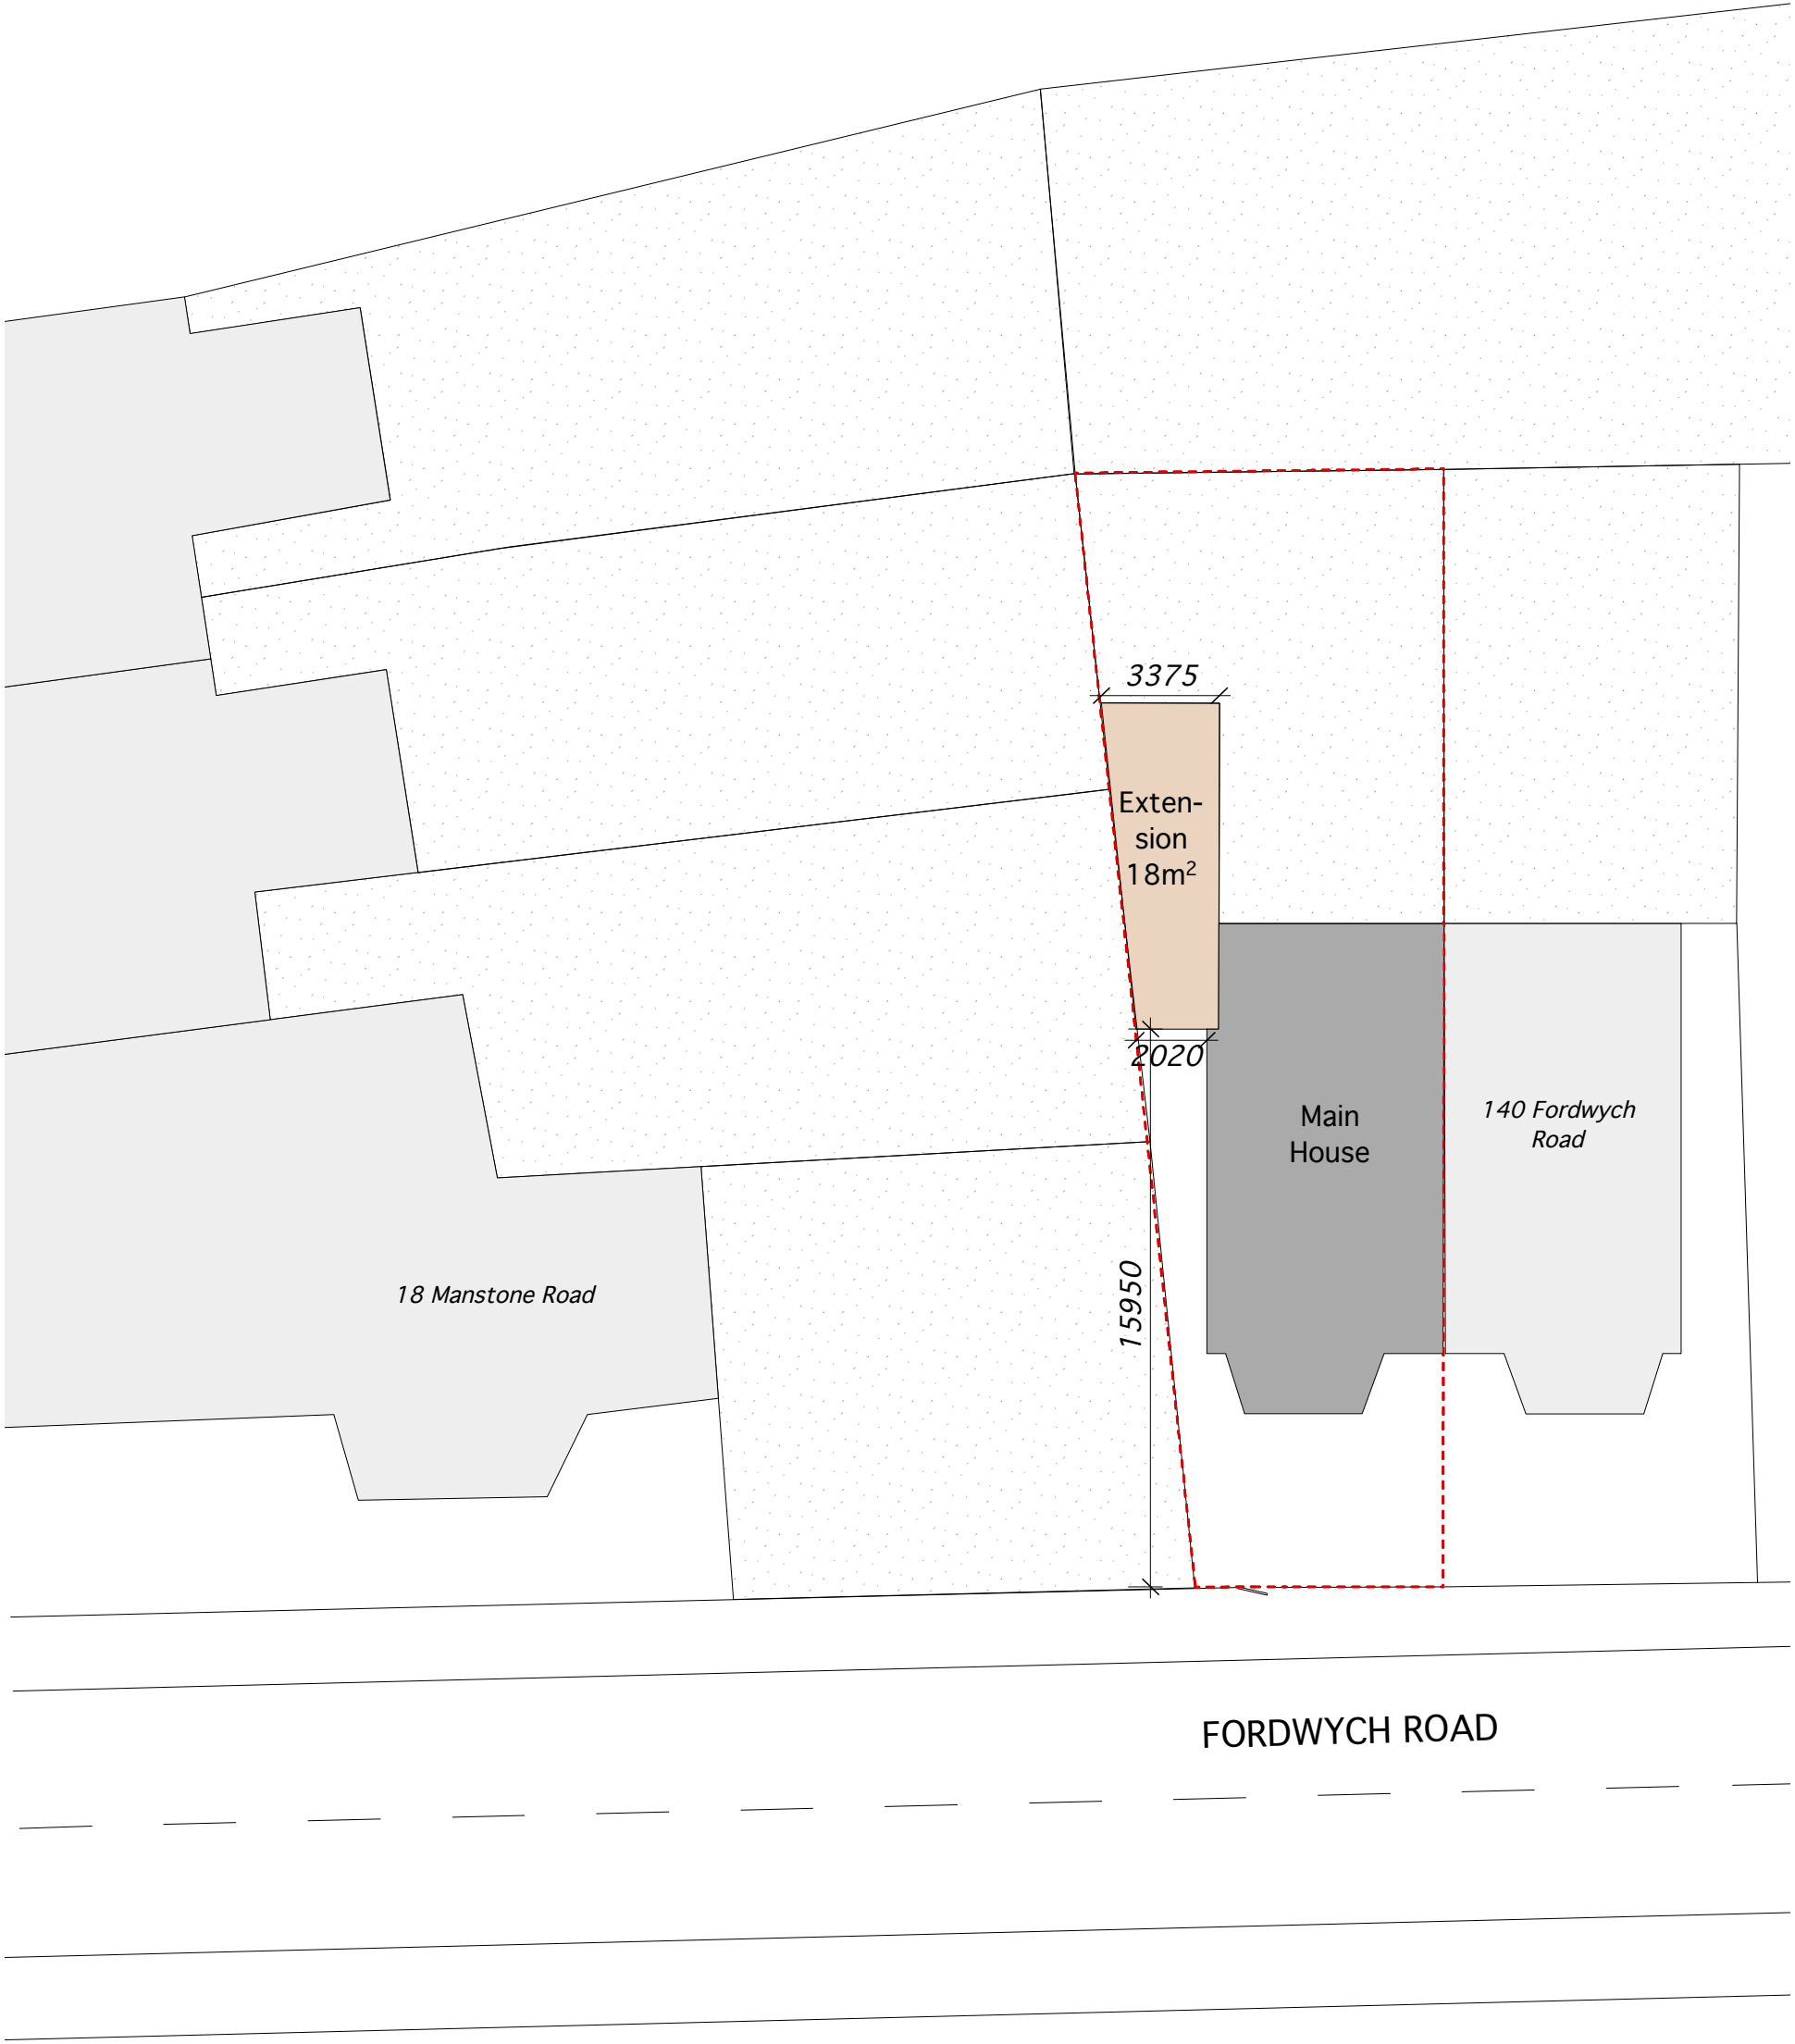 3375
Exten-
sion
18m²
2020
Main
House
140 Fordwych
Road
15950
18 Manstone Road
FORDWYCH ROAD